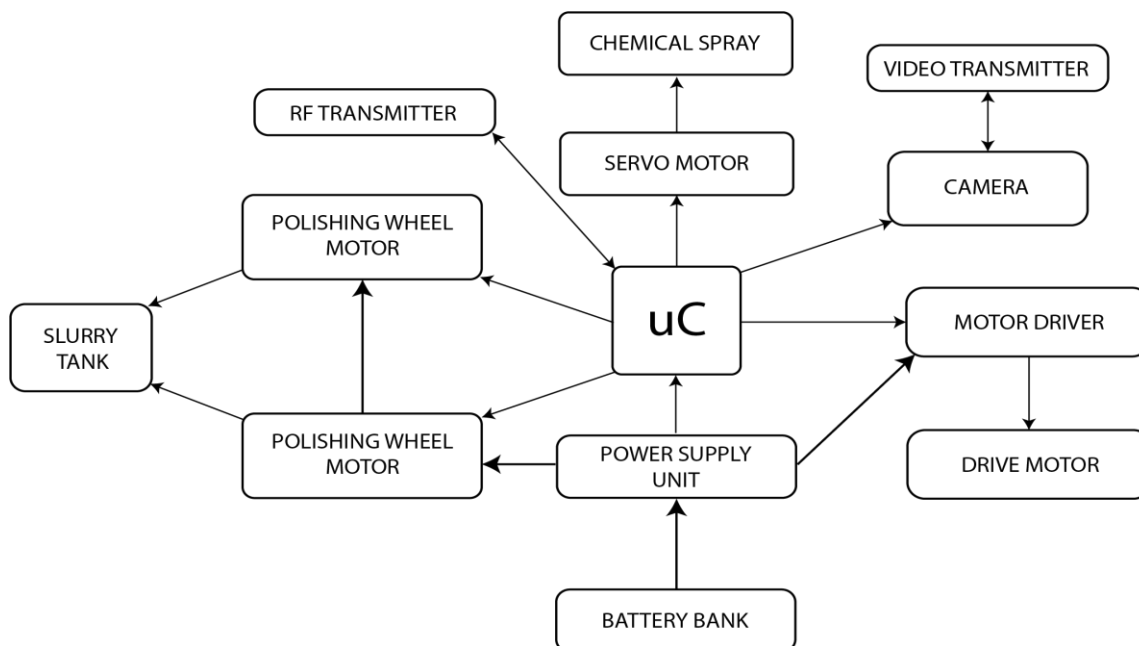 CHEMICAL SPRAY
VIDEO TRANSMITTER
RF TRANSMITTER
SERVO MOTOR
CAMERA
POLISHING WHEEL
MOTOR
uC
MOTOR DRIVER
SLURRY
TANK
POLISHING WHEEL
MOTOR
POWER SUPPLY
UNIT
DRIVE MOTOR
BATTERY BANK